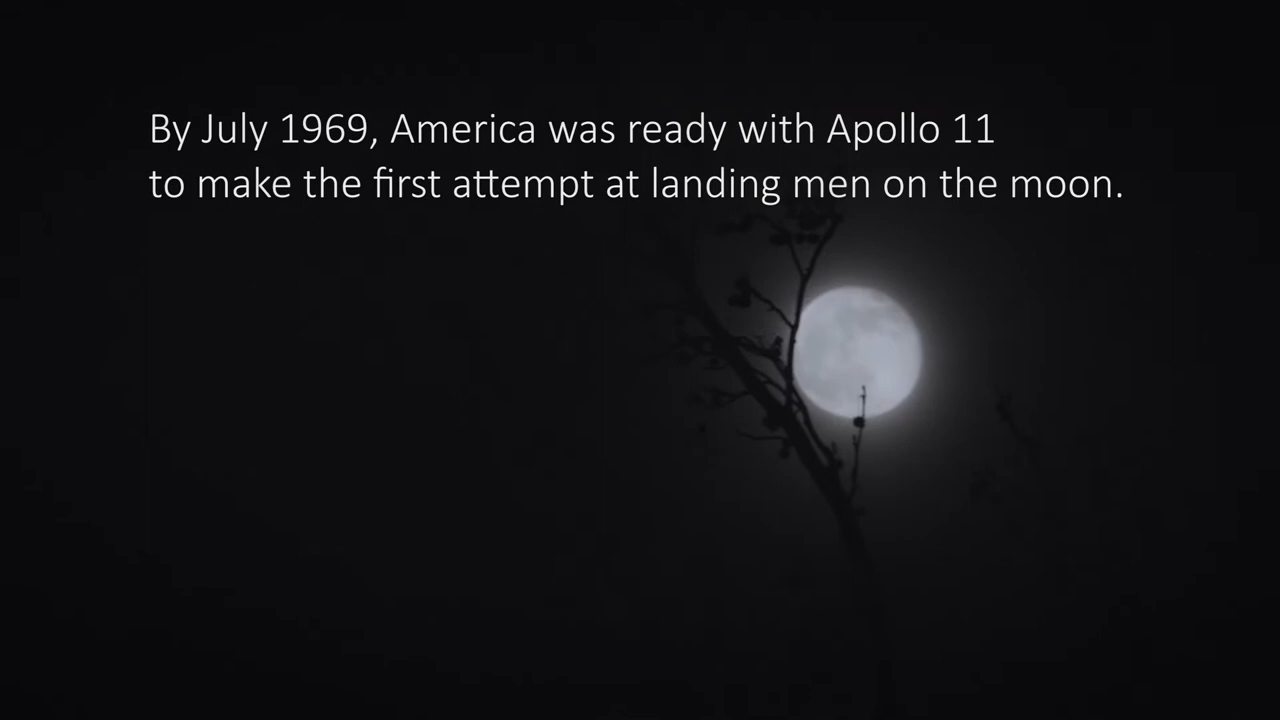 By July 1969, America was ready with Apollo 11
to make the first attempt at landing men on the moon.